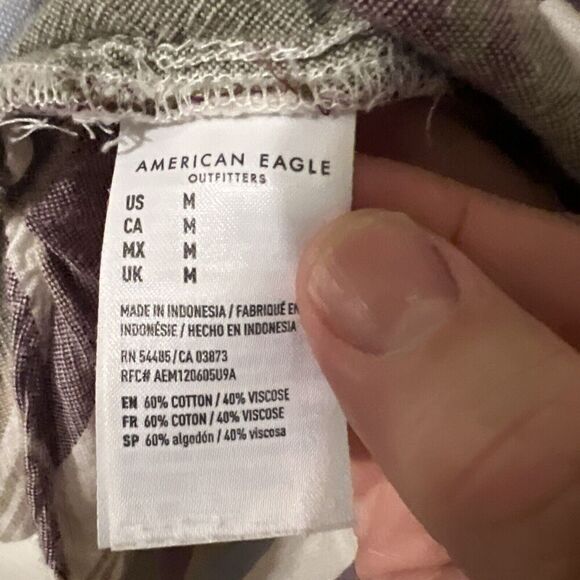 AMERICAN EAGLE
OUTFITTERS
US M
CA M
MX M
UK M
MADE IN INDONESIA / FABRIQUÉ EN
INDONÉSIE / HECHO EN INDONESIA
RN 54485/CA 03873
RFC# AEM120605U9A
EN 60% COTTON / 40% VISCOSE
FR 60% COTON / 40% VISCOSE
SP 60% algodón / 40% viscosa